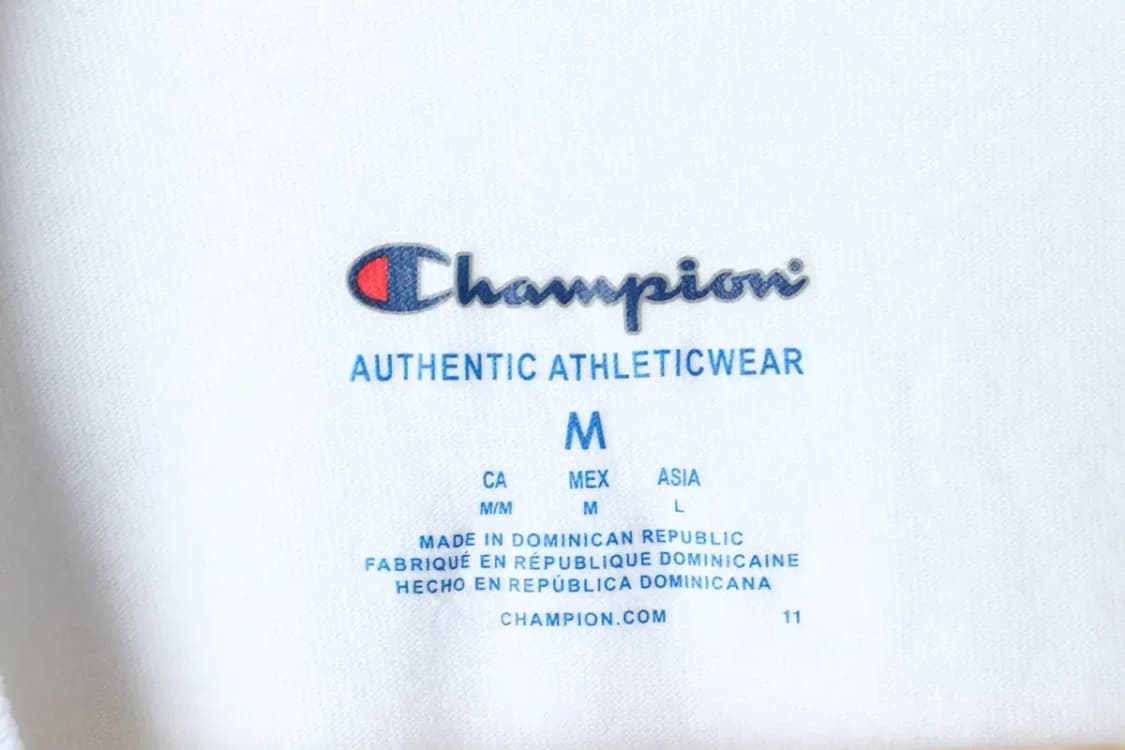 Champion®
AUTHENTIC ATHLETICWEAR
M
CA MEX ASIA
M/M M L
MADE IN DOMINICAN REPUBLIC
FABRIQUÉ EN RÉPUBLIQUE DOMINICAINE
HECHO EN REPÚBLICA DOMINICANA
CHAMPION.COM 11